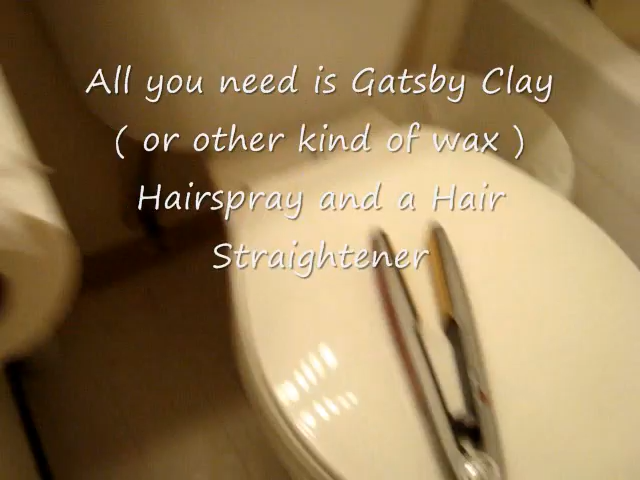 All you need is Gatsby Clay
( or other kind of wax )
Hairspray and a Hair
Straightener